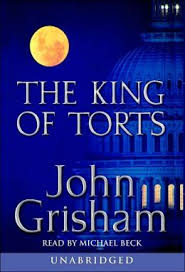 THE KING
OF TORTS
John
Grisham
READ BY MICHAEL BECK
UNABRIDGED